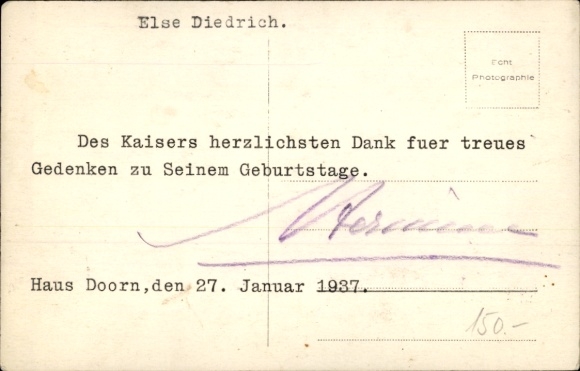 Else Diedrich.
Echt
Photographie
Des Kaisers herzlichsten Dank fuer treues
Gedenken zu Seinem Geburtstage.
Hermine
Haus Doorn,den 27. Januar 1937.
150.-